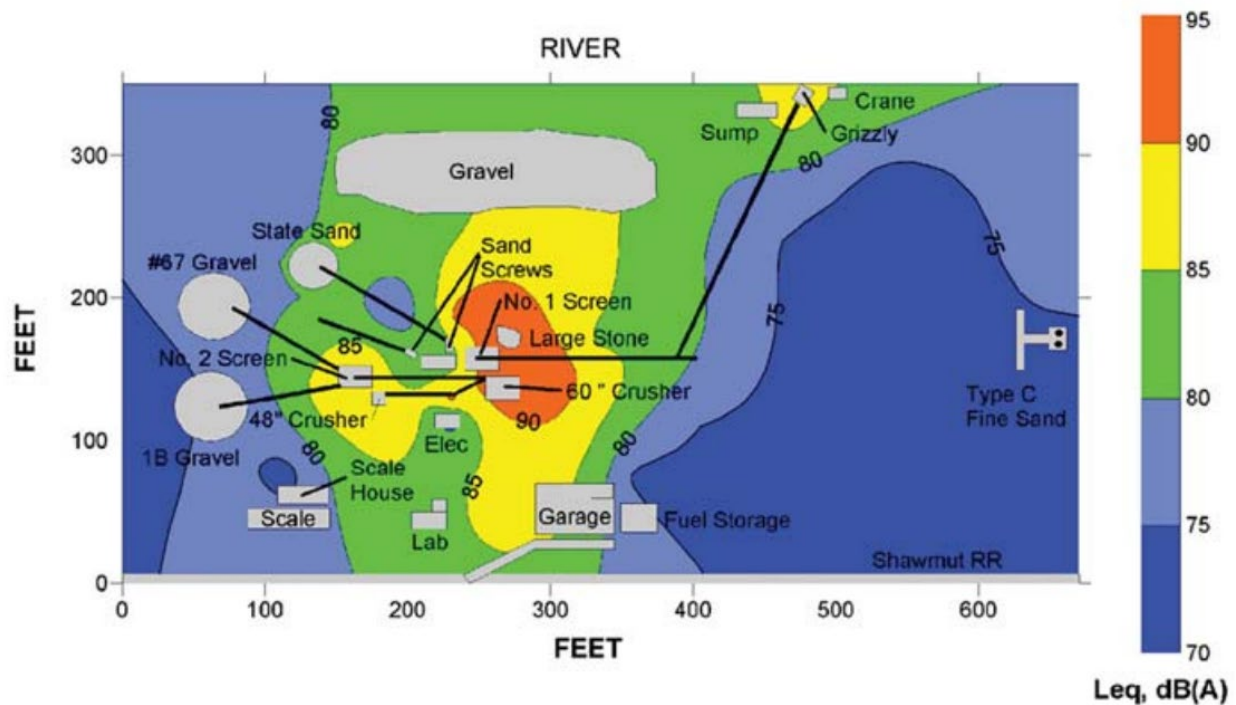 RIVER
95
90
85
80
75
70
Leq, dB(A)
FEET
300
200
100
0
0
100
200
300
400
500
600
FEET
80
Crane
Sump
Grizzly
80
Gravel
State Sand
Sand
Screws
#67 Gravel
75
No. 1 Screen
75
Large Stone
85
No. 2 Screen
60 " Crusher
Type C
Fine Sand
48" Crusher
90
Elec
80
80
1B Gravel
Scale
House
85
Scale
Lab
Garage
Fuel Storage
Shawmut RR